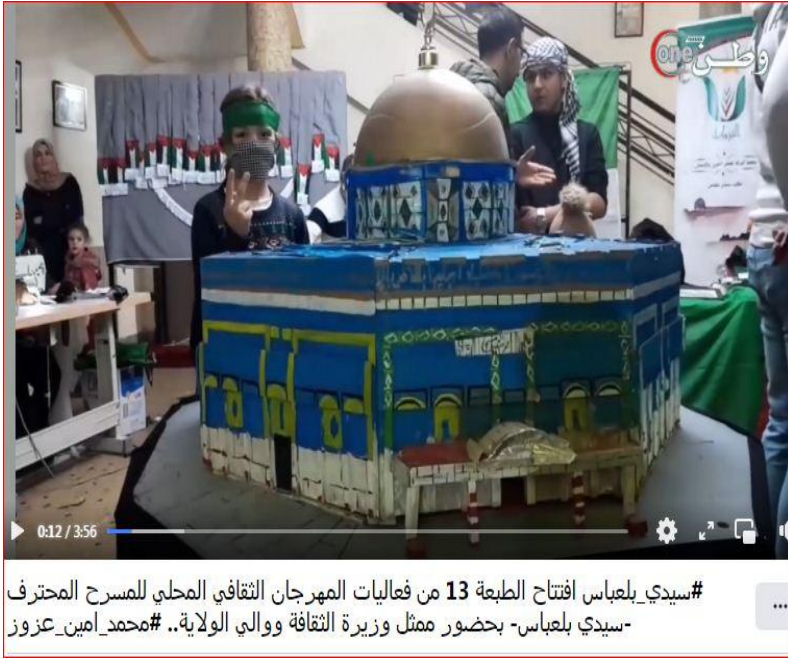 وطن
one
0:12 / 3:56
#سيدي_بلعباس افتتاح الطبعة 13 من فعاليات المهرجان الثقافي المحلي للمسرح المحترف
-سيدي بلعباس- بحضور ممثل وزيرة الثقافة ووالي الولاية.. #محمد_امين_عزوز